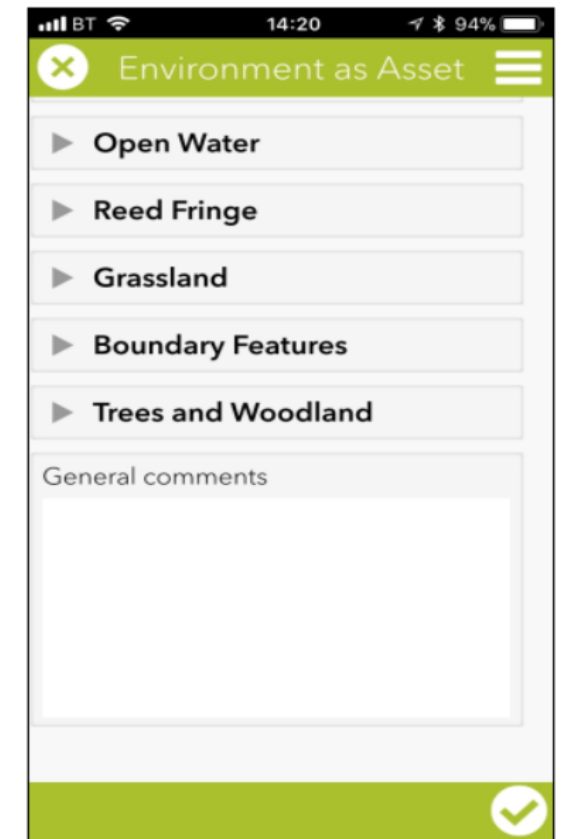 BT 14:20 94%
Environment as Asset
Open Water
Reed Fringe
Grassland
Boundary Features
Trees and Woodland
General comments